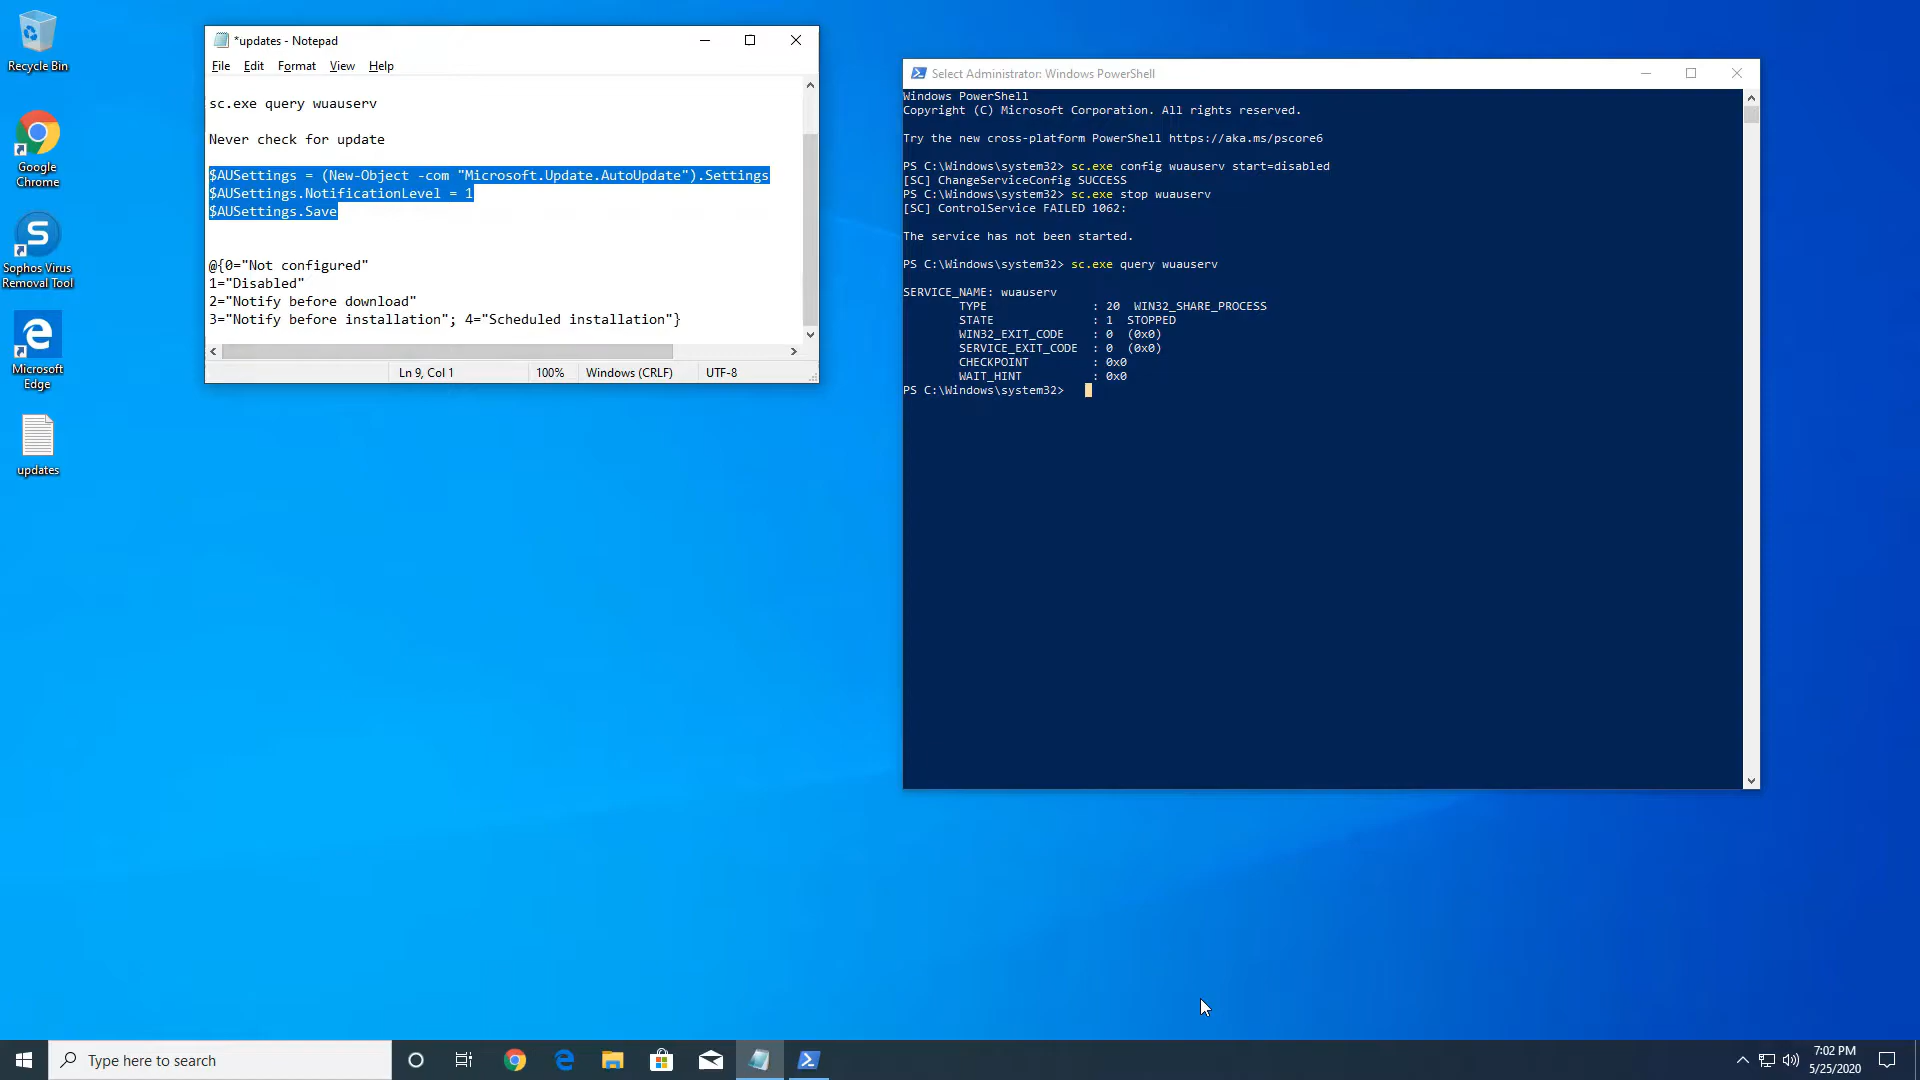 Recycle Bin
Google
Chrome
Sophos Virus
Removal Tool
Microsoft
Edge
updates
*updates - Notepad
File Edit Format View Help
sc.exe query wuauserv
Never check for update
$AUSettings = (New-Object -com "Microsoft.Update.AutoUpdate").Settings
$AUSettings.NotificationLevel = 1
$AUSettings.Save
@{0="Not configured"
1="Disabled"
2="Notify before download"
3="Notify before installation"; 4="Scheduled installation"}
Ln 9, Col 1 100% Windows (CRLF) UTF-8
Select Administrator: Windows PowerShell
Windows PowerShell
Copyright (C) Microsoft Corporation. All rights reserved.
Try the new cross-platform PowerShell https://aka.ms/pscore6
PS C:\Windows\system32> sc.exe config wuauserv start=disabled
[SC] ChangeServiceConfig SUCCESS
PS C:\Windows\system32> sc.exe stop wuauserv
[SC] ControlService FAILED 1062:
The service has not been started.
PS C:\Windows\system32> sc.exe query wuauserv
SERVICE_NAME: wuauserv
TYPE : 20 WIN32_SHARE_PROCESS
STATE : 1 STOPPED
WIN32_EXIT_CODE : 0 (0x0)
SERVICE_EXIT_CODE : 0 (0x0)
CHECKPOINT : 0x0
WAIT_HINT : 0x0
PS C:\Windows\system32>
Type here to search
7:02 PM
5/25/2020